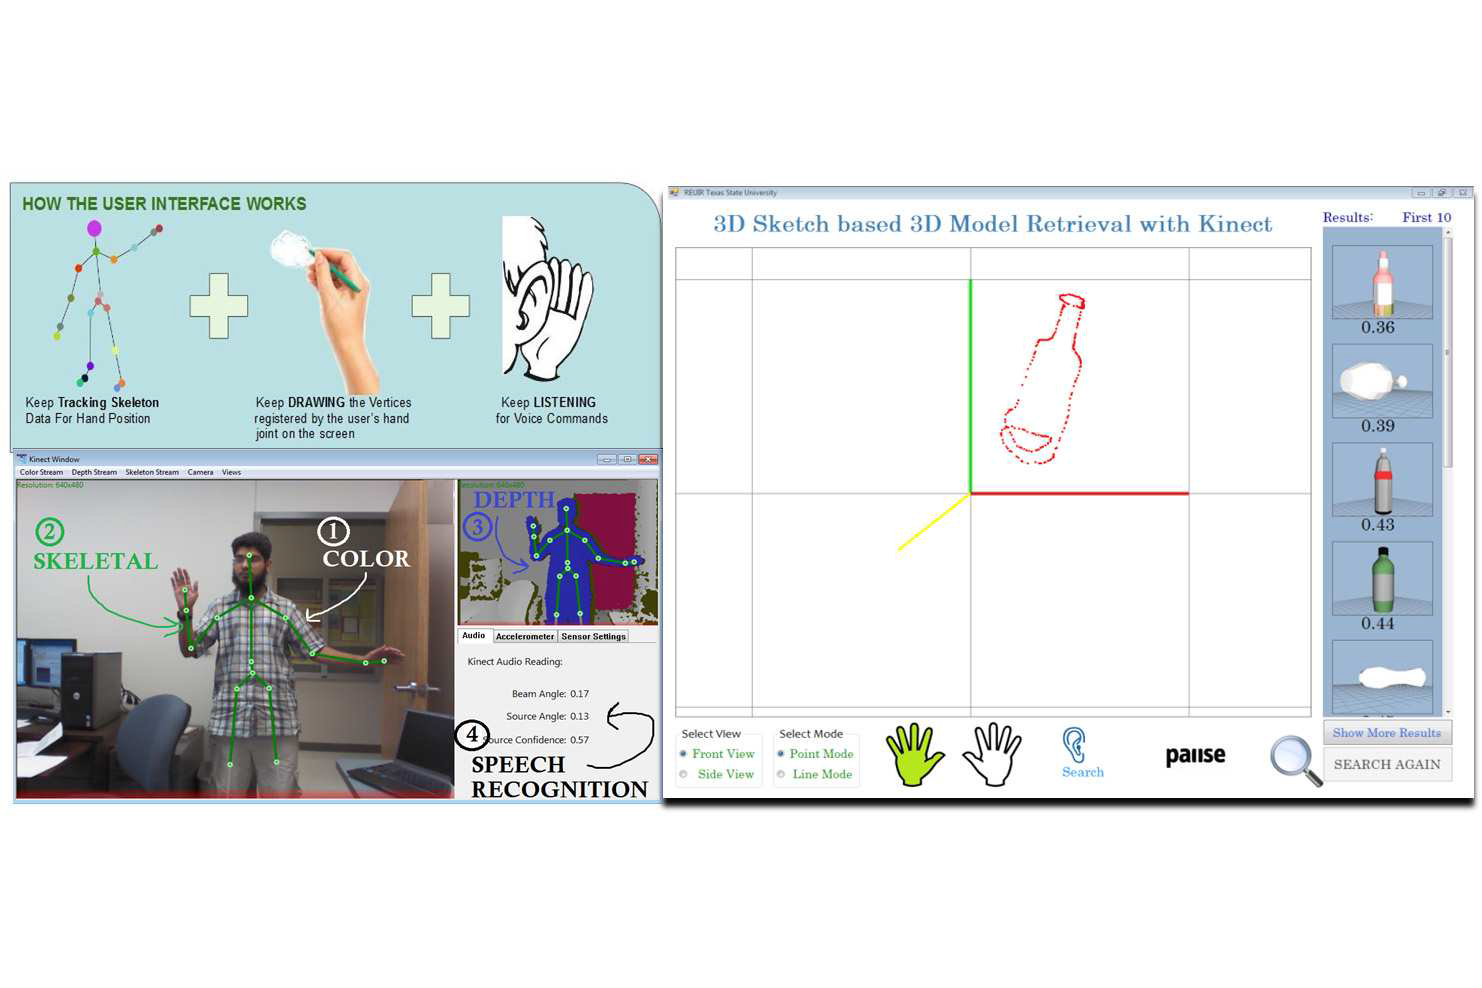 HOW THE USER INTERFACE WORKS
Keep Tracking Skeleton
Data For Hand Position
Keep DRAWING the Vertices
registered by the user's hand
joint on the screen
Keep LISTENING
for Voice Commands
Kinect Window
Color Stream Depth Stream Skeleton Stream Camera Views
Resolution: 640x480
2
SKELETAL
1
COLOR
Resolution: 640x480
DEPTH
3
Audio Accelerometer Sensor Settings
Kinect Audio Reading:
Beam Angle: 0.17
Source Angle: 0.13
4
Source Confidence: 0.57
SPEECH
RECOGNITION
REUIR Texas State University
3D Sketch based 3D Model Retrieval with Kinect
Results: First 10
0.36
0.39
0.43
0.44
Show More Results
SEARCH AGAIN
Select View
Front View
Side View
Select Mode
Point Mode
Line Mode
Search
pause